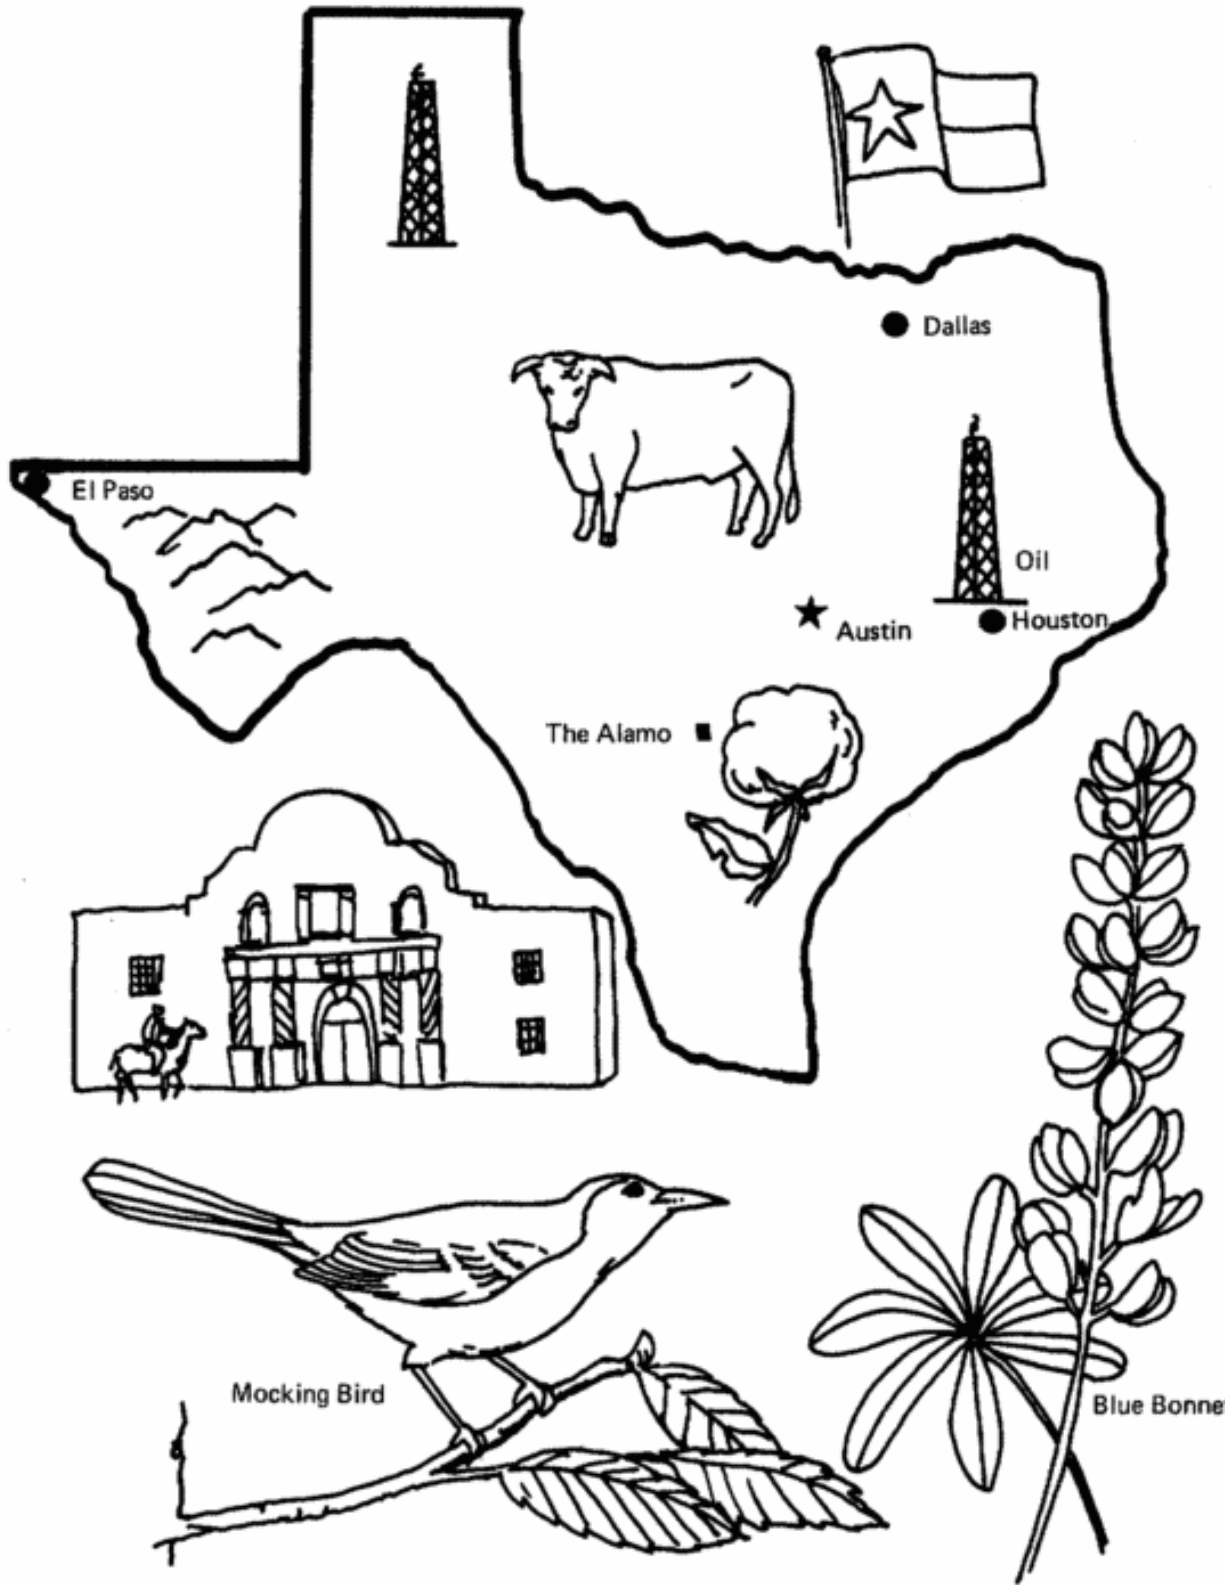 Dallas
El Paso
Oil
Houston
Austin
The Alamo
Mocking Bird
Blue Bonne